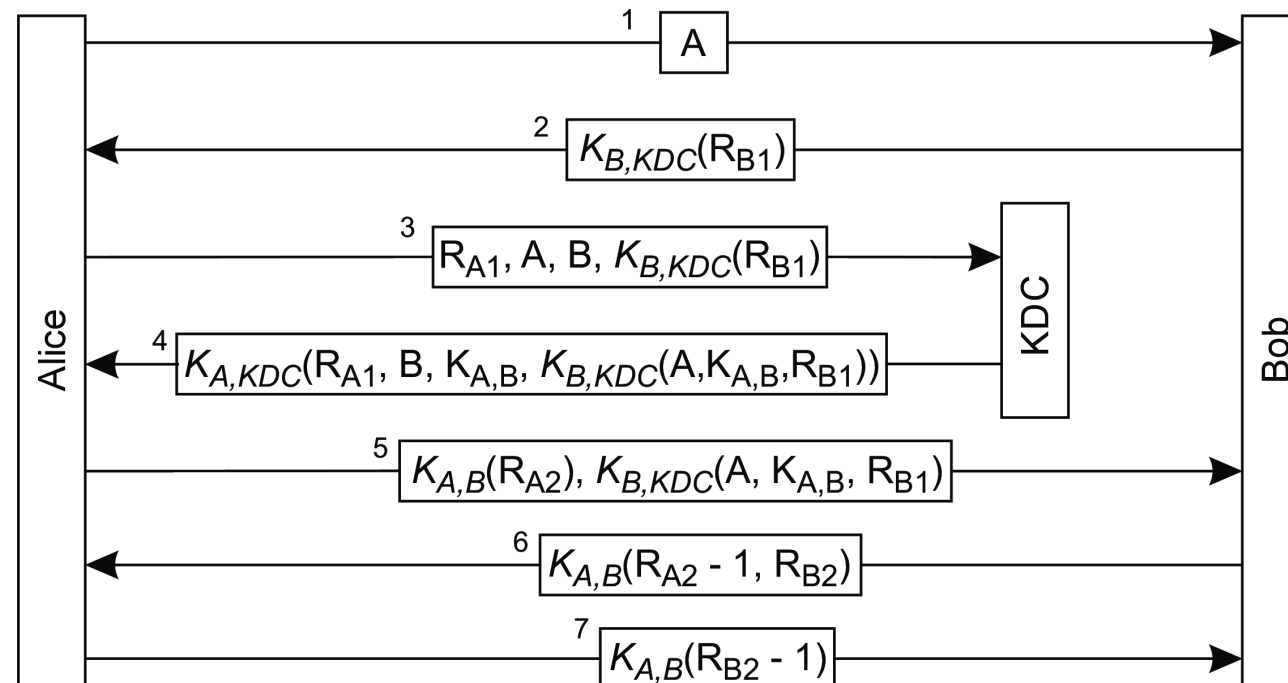 1
A
2
K_{B,KDC}(R_{B1})
3
R_{A1}, A, B, K_{B,KDC}(R_{B1})
4
K_{A,KDC}(R_{A1}, B, K_{A,B}, K_{B,KDC}(A,K_{A,B},R_{B1}))
5
K_{A,B}(R_{A2}), K_{B,KDC}(A, K_{A,B}, R_{B1})
6
K_{A,B}(R_{A2} - 1, R_{B2})
7
K_{A,B}(R_{B2} - 1)
Alice
KDC
Bob